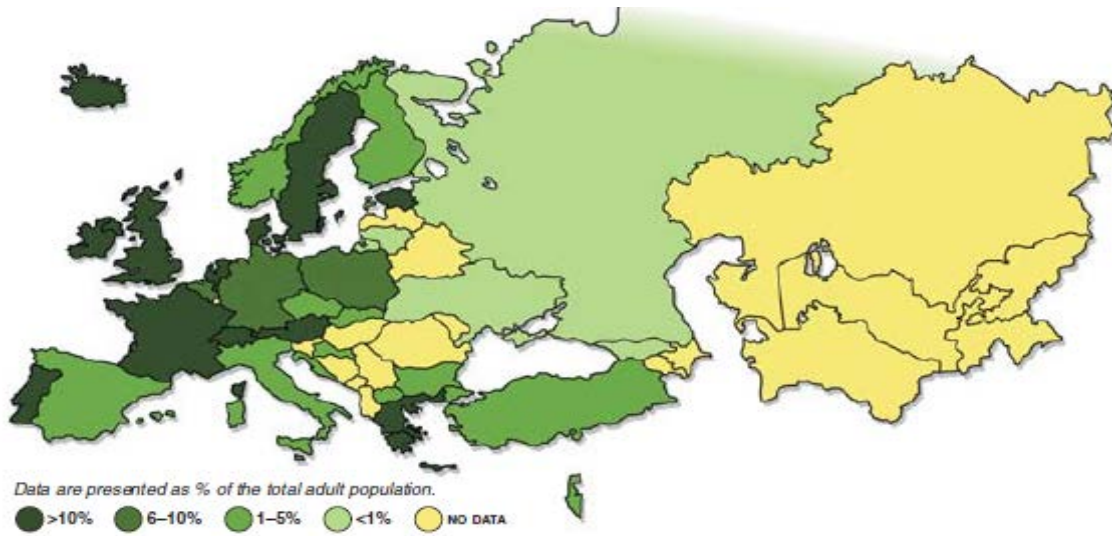 Data are presented as % of the total adult population.
>10% 6–10% 1–5% <1% NO DATA